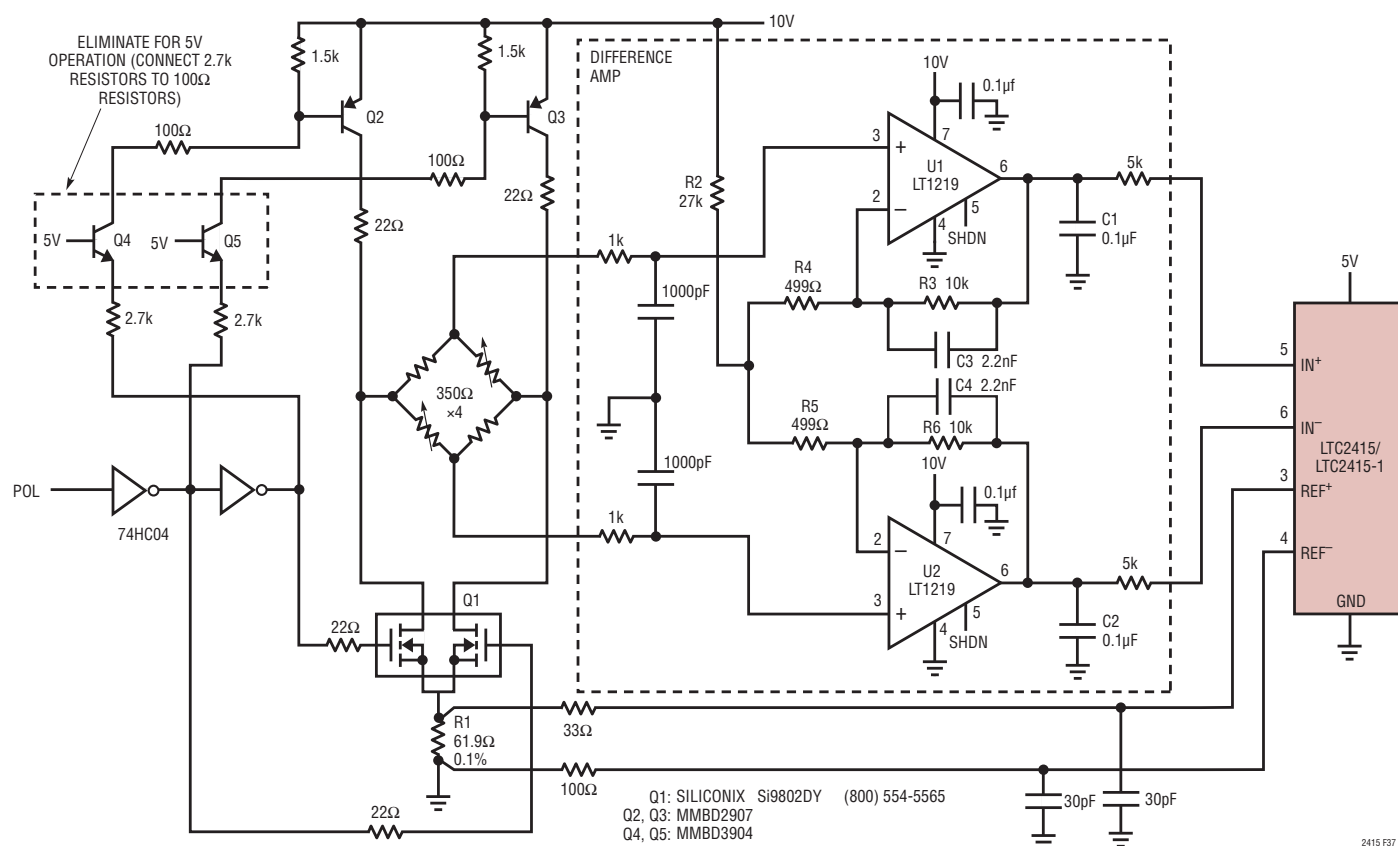 10V
ELIMINATE FOR 5V
OPERATION (CONNECT 2.7k
RESISTORS TO 100Ω
RESISTORS)
1.5k
1.5k
Q2
Q3
100Ω
100Ω
22Ω
22Ω
5V
Q4
5V
Q5
2.7k
2.7k
DIFFERENCE
AMP
10V
0.1µf
3
+
7
U1
LT1219
6
2
–
4
5
SHDN
5k
C1
0.1µF
R2
27k
1k
1000pF
R4
499Ω
R3 10k
C3 2.2nF
C4 2.2nF
R5
499Ω
R6 10k
350Ω
×4
1000pF
1k
10V
0.1µf
2
–
7
U2
LT1219
6
3
+
4
5
SHDN
5k
C2
0.1µF
5V
5
IN+
6
IN–
LTC2415/
LTC2415-1
3
REF+
4
REF–
GND
POL
74HC04
Q1
22Ω
R1
61.9Ω
0.1%
33Ω
100Ω
22Ω
30pF
30pF
Q1: SILICONIX Si9802DY (800) 554-5565
Q2, Q3: MMBD2907
Q4, Q5: MMBD3904
2415 F37